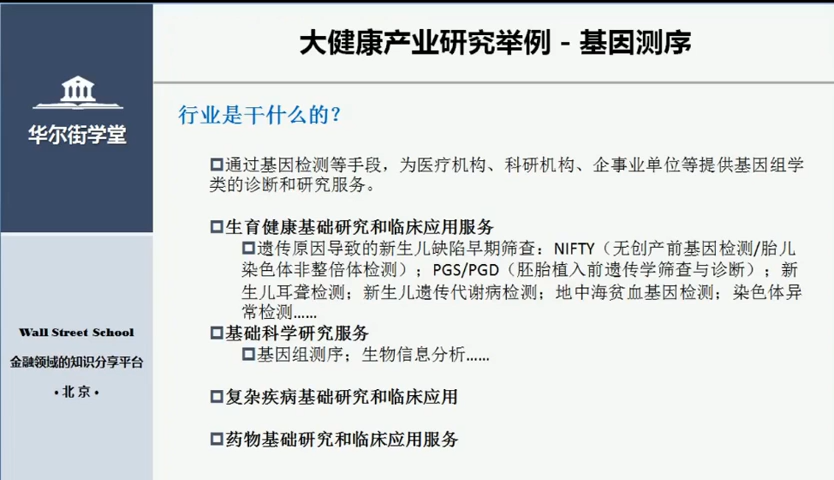 大健康产业研究举例 - 基因测序
华尔街学堂
行业是干什么的？
通过基因检测等手段，为医疗机构、科研机构、企事业单位等提供基因组学
类的诊断和研究服务。
生育健康基础研究和临床应用服务
遗传原因导致的新生儿缺陷早期筛查：NIFTY（无创产前基因检测/胎儿
染色体非整倍体检测）；PGS/PGD（胚胎植入前遗传学筛查与诊断）；新
生儿耳聋检测；新生儿遗传代谢病检测；地中海贫血基因检测；染色体异
常检测……
基础科学研究服务
基因组测序；生物信息分析……
复杂疾病基础研究和临床应用
药物基础研究和临床应用服务
Wall Street School
金融领域的知识分享平台
·北京·